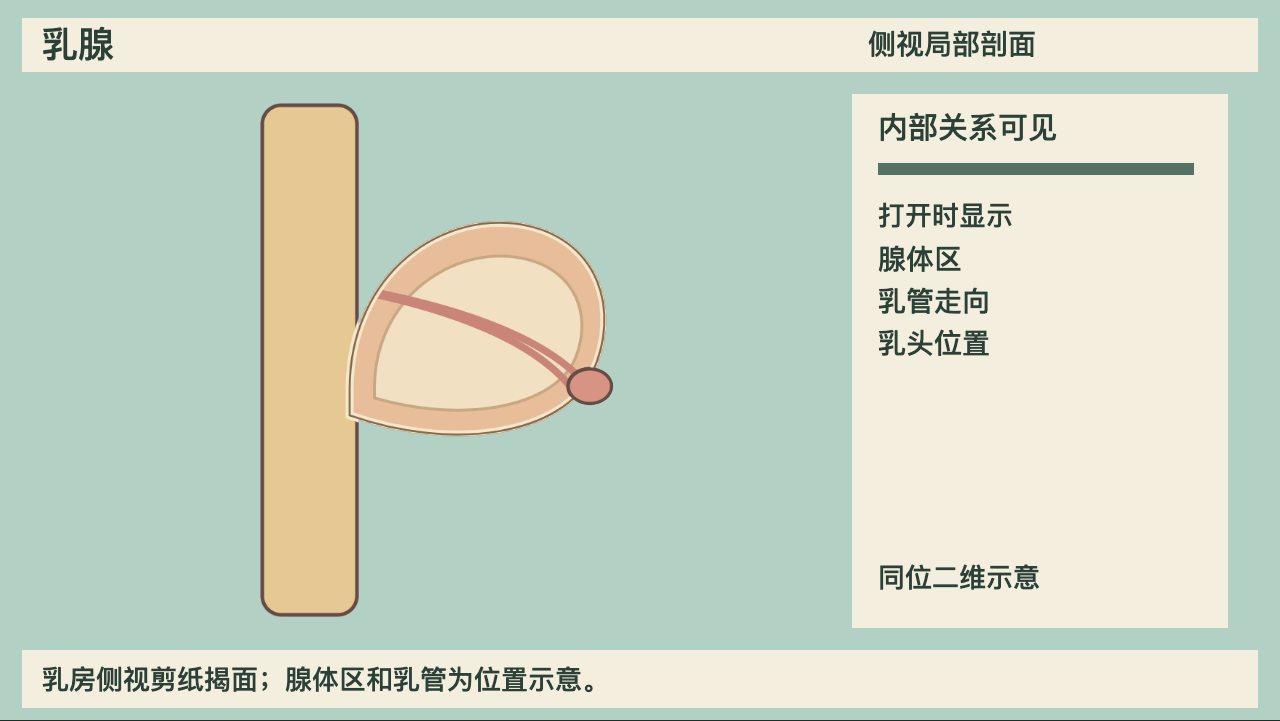 乳腺
侧视局部剖面
内部关系可见
打开时显示
腺体区
乳管走向
乳头位置
同位二维示意
乳房侧视剪纸揭面；腺体区和乳管为位置示意。